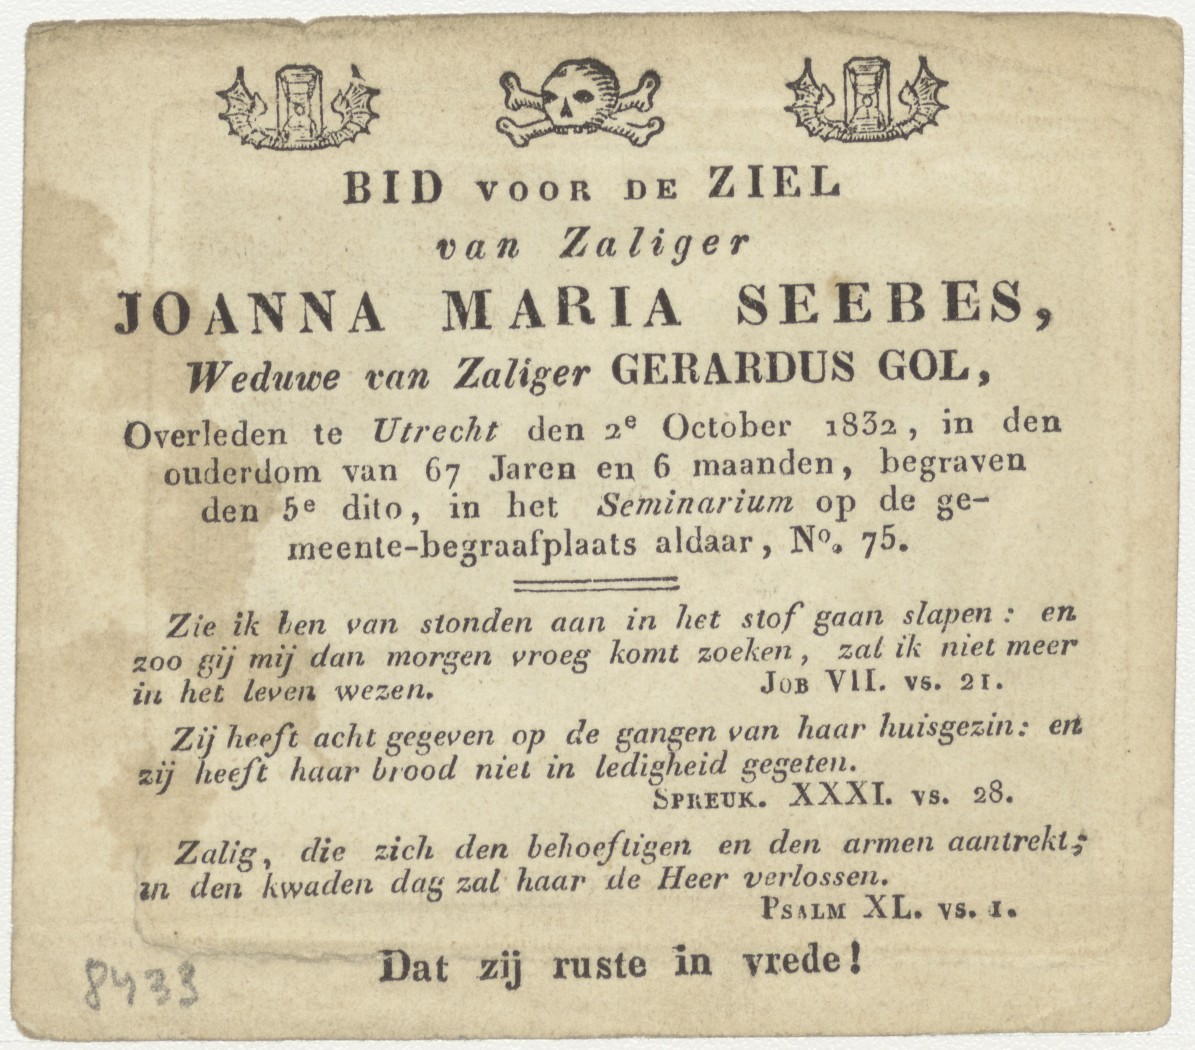 BID VOOR DE ZIEL
van Zaliger
JOANNA MARIA SEEBES,
Weduwe van Zaliger GERARDUS GOL,
Overleden te Utrecht den 2e October 1832, in den
ouderdom van 67 Jaren en 6 maanden, begraven
den 5e dito, in het Seminarium op de ge-
meente-begraafplaats aldaar, No. 75.
Zie ik ben van stonden aan in het stof gaan slapen: en
zoo gij mij dan morgen vroeg komt zoeken, zal ik niet meer
in het leven wezen. JOB VII. vs. 21.
Zij heeft acht gegeven op de gangen van haar huisgezin: en
zij heeft haar brood niet in ledigheid gegeten.
SPREUK. XXXI. vs. 28.
Zalig, die zich den behoeftigen en den armen aantrekt;
in den kwaden dag zal haar de Heer verlossen.
PSALM XL. vs. 1.
Dat zij ruste in vrede!
8433